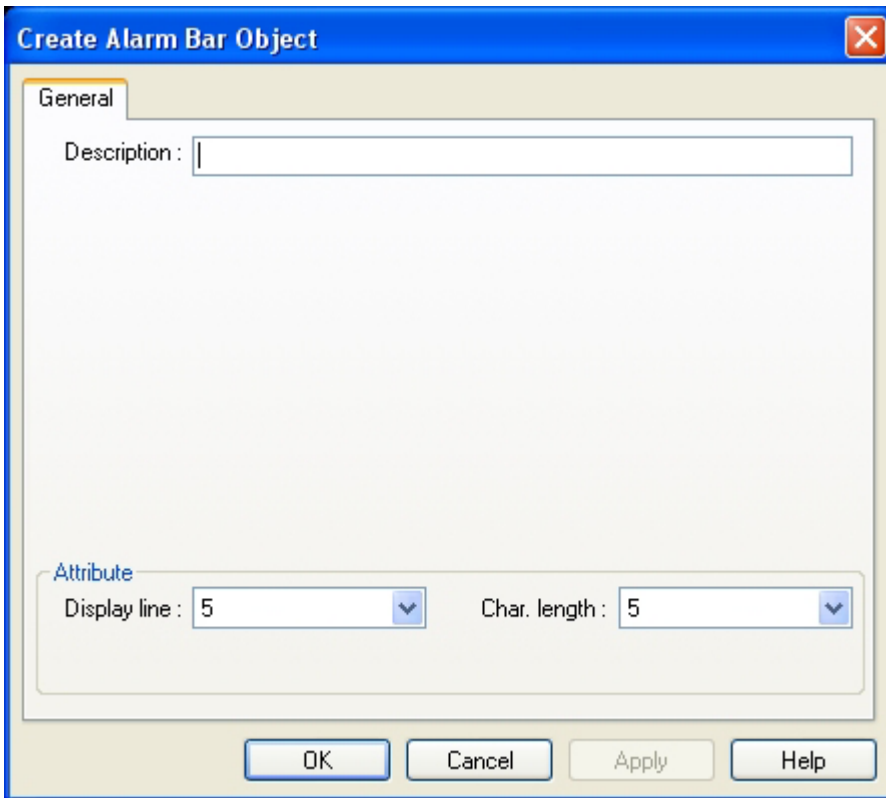 Create Alarm Bar Object
General
Description :
Attribute
Display line : 5 Char. length : 5
OK Cancel Apply Help